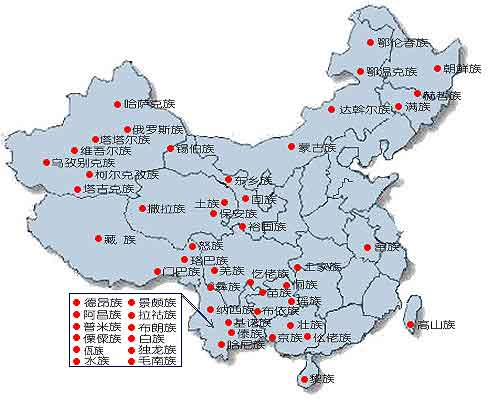 鄂伦春族
鄂温克族
朝鲜族
赫哲族
达斡尔族
满族
哈萨克族
俄罗斯族
塔塔尔族
锡伯族
蒙古族
维吾尔族
乌孜别克族
柯尔克孜族
塔吉克族
东乡族
撒拉族
土族
回族
保安族
裕固族
藏 族
怒族
珞巴族
门巴族
羌族
仡佬族
土家族
彝族
苗族
侗族
瑶族
纳西族
布依族
基诺族
壮族
傣族
哈尼族
京族
仫佬族
高山族
黎族
德昂族 景颇族
阿昌族 拉祜族
普米族 布朗族
傈僳族 白族
佤族 独龙族
水族 毛南族